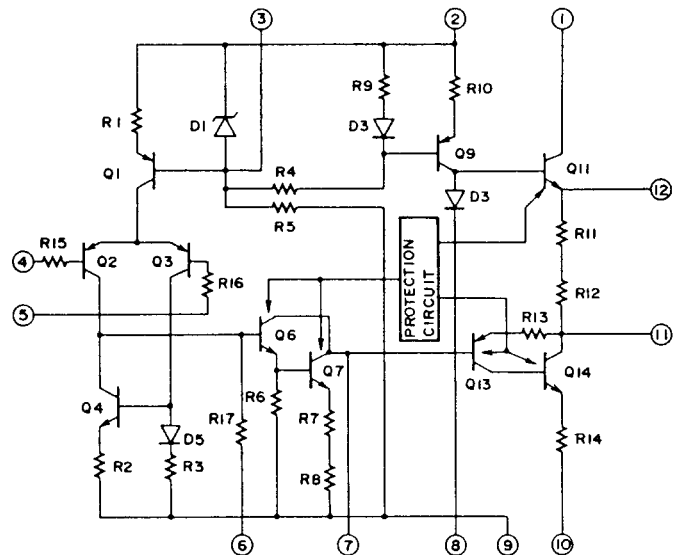 3
2
1
R1
D1
R9
R10
D3
Q1
Q9
Q11
R4
D3
12
R5
R11
R15
4
Q2
Q3
R16
PROTECTION
CIRCUIT
R12
5
R13
11
Q6
Q7
Q13
Q14
Q4
R17
R6
R7
D5
R14
R2
R3
R8
6
7
8
9
10